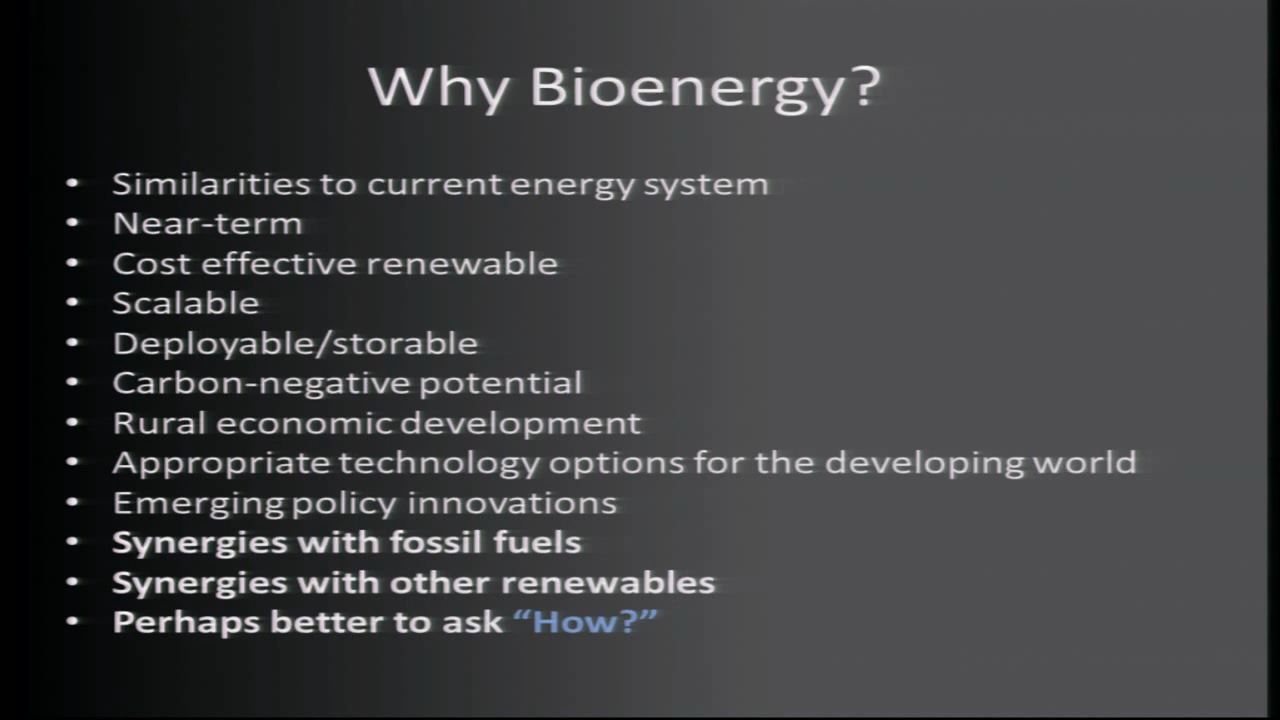 Why Bioenergy?
• Similarities to current energy system
• Near-term
• Cost effective renewable
• Scalable
• Deployable/storable
• Carbon-negative potential
• Rural economic development
• Appropriate technology options for the developing world
• Emerging policy innovations
• Synergies with fossil fuels
• Synergies with other renewables
• Perhaps better to ask “How?”